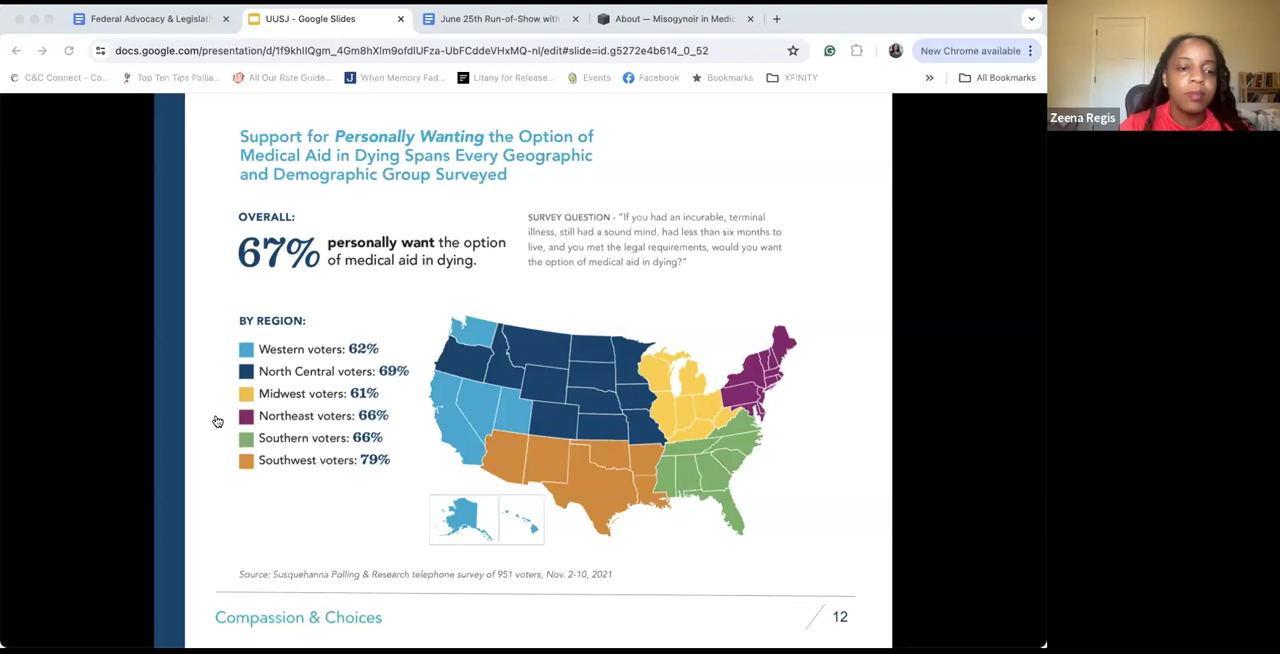 Federal Advocacy & Legislat
UUSJ - Google Slides
June 25th Run-of-Show with
About — Misogynoir in Medic
docs.google.com/presentation/d/1f9khIIQgm_4Gm8hXlm9ofdIUFza-UbFCddeVHxMQ-nI/edit#slide=id.g5272e4b614_0_52
New Chrome available
C&C Connect - Co...
Top Ten Tips Pallia...
All Our Rate Guide...
When Memory Fad...
Litany for Release...
Events
Facebook
Bookmarks
XFINITY
All Bookmarks
Zeena Regis
Support for Personally Wanting the Option of
Medical Aid in Dying Spans Every Geographic
and Demographic Group Surveyed
OVERALL:
67% personally want the option
of medical aid in dying.
SURVEY QUESTION - "If you had an incurable, terminal
illness, still had a sound mind, had less than six months to
live, and you met the legal requirements, would you want
the option of medical aid in dying?"
BY REGION:
Western voters: 62%
North Central voters: 69%
Midwest voters: 61%
Northeast voters: 66%
Southern voters: 66%
Southwest voters: 79%
Source: Susquehanna Polling & Research telephone survey of 951 voters, Nov. 2-10, 2021
Compassion & Choices
12